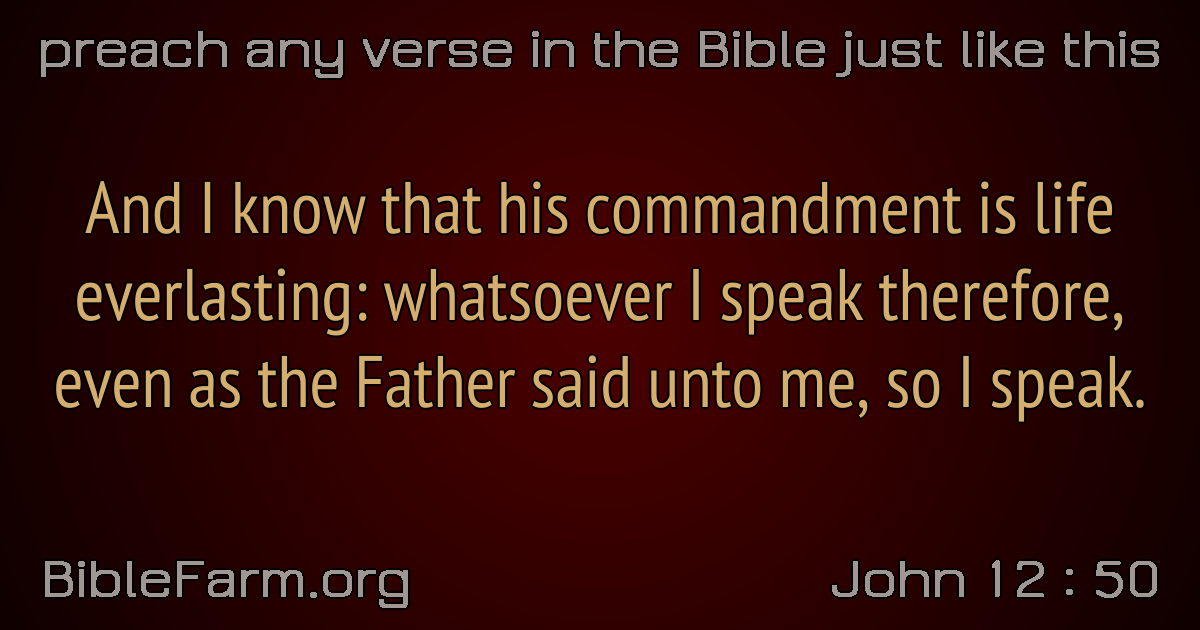 preach any verse in the Bible just like this
And I know that his commandment is life
everlasting: whatsoever I speak therefore,
even as the Father said unto me, so I speak.
BibleFarm.org
John 12 : 50